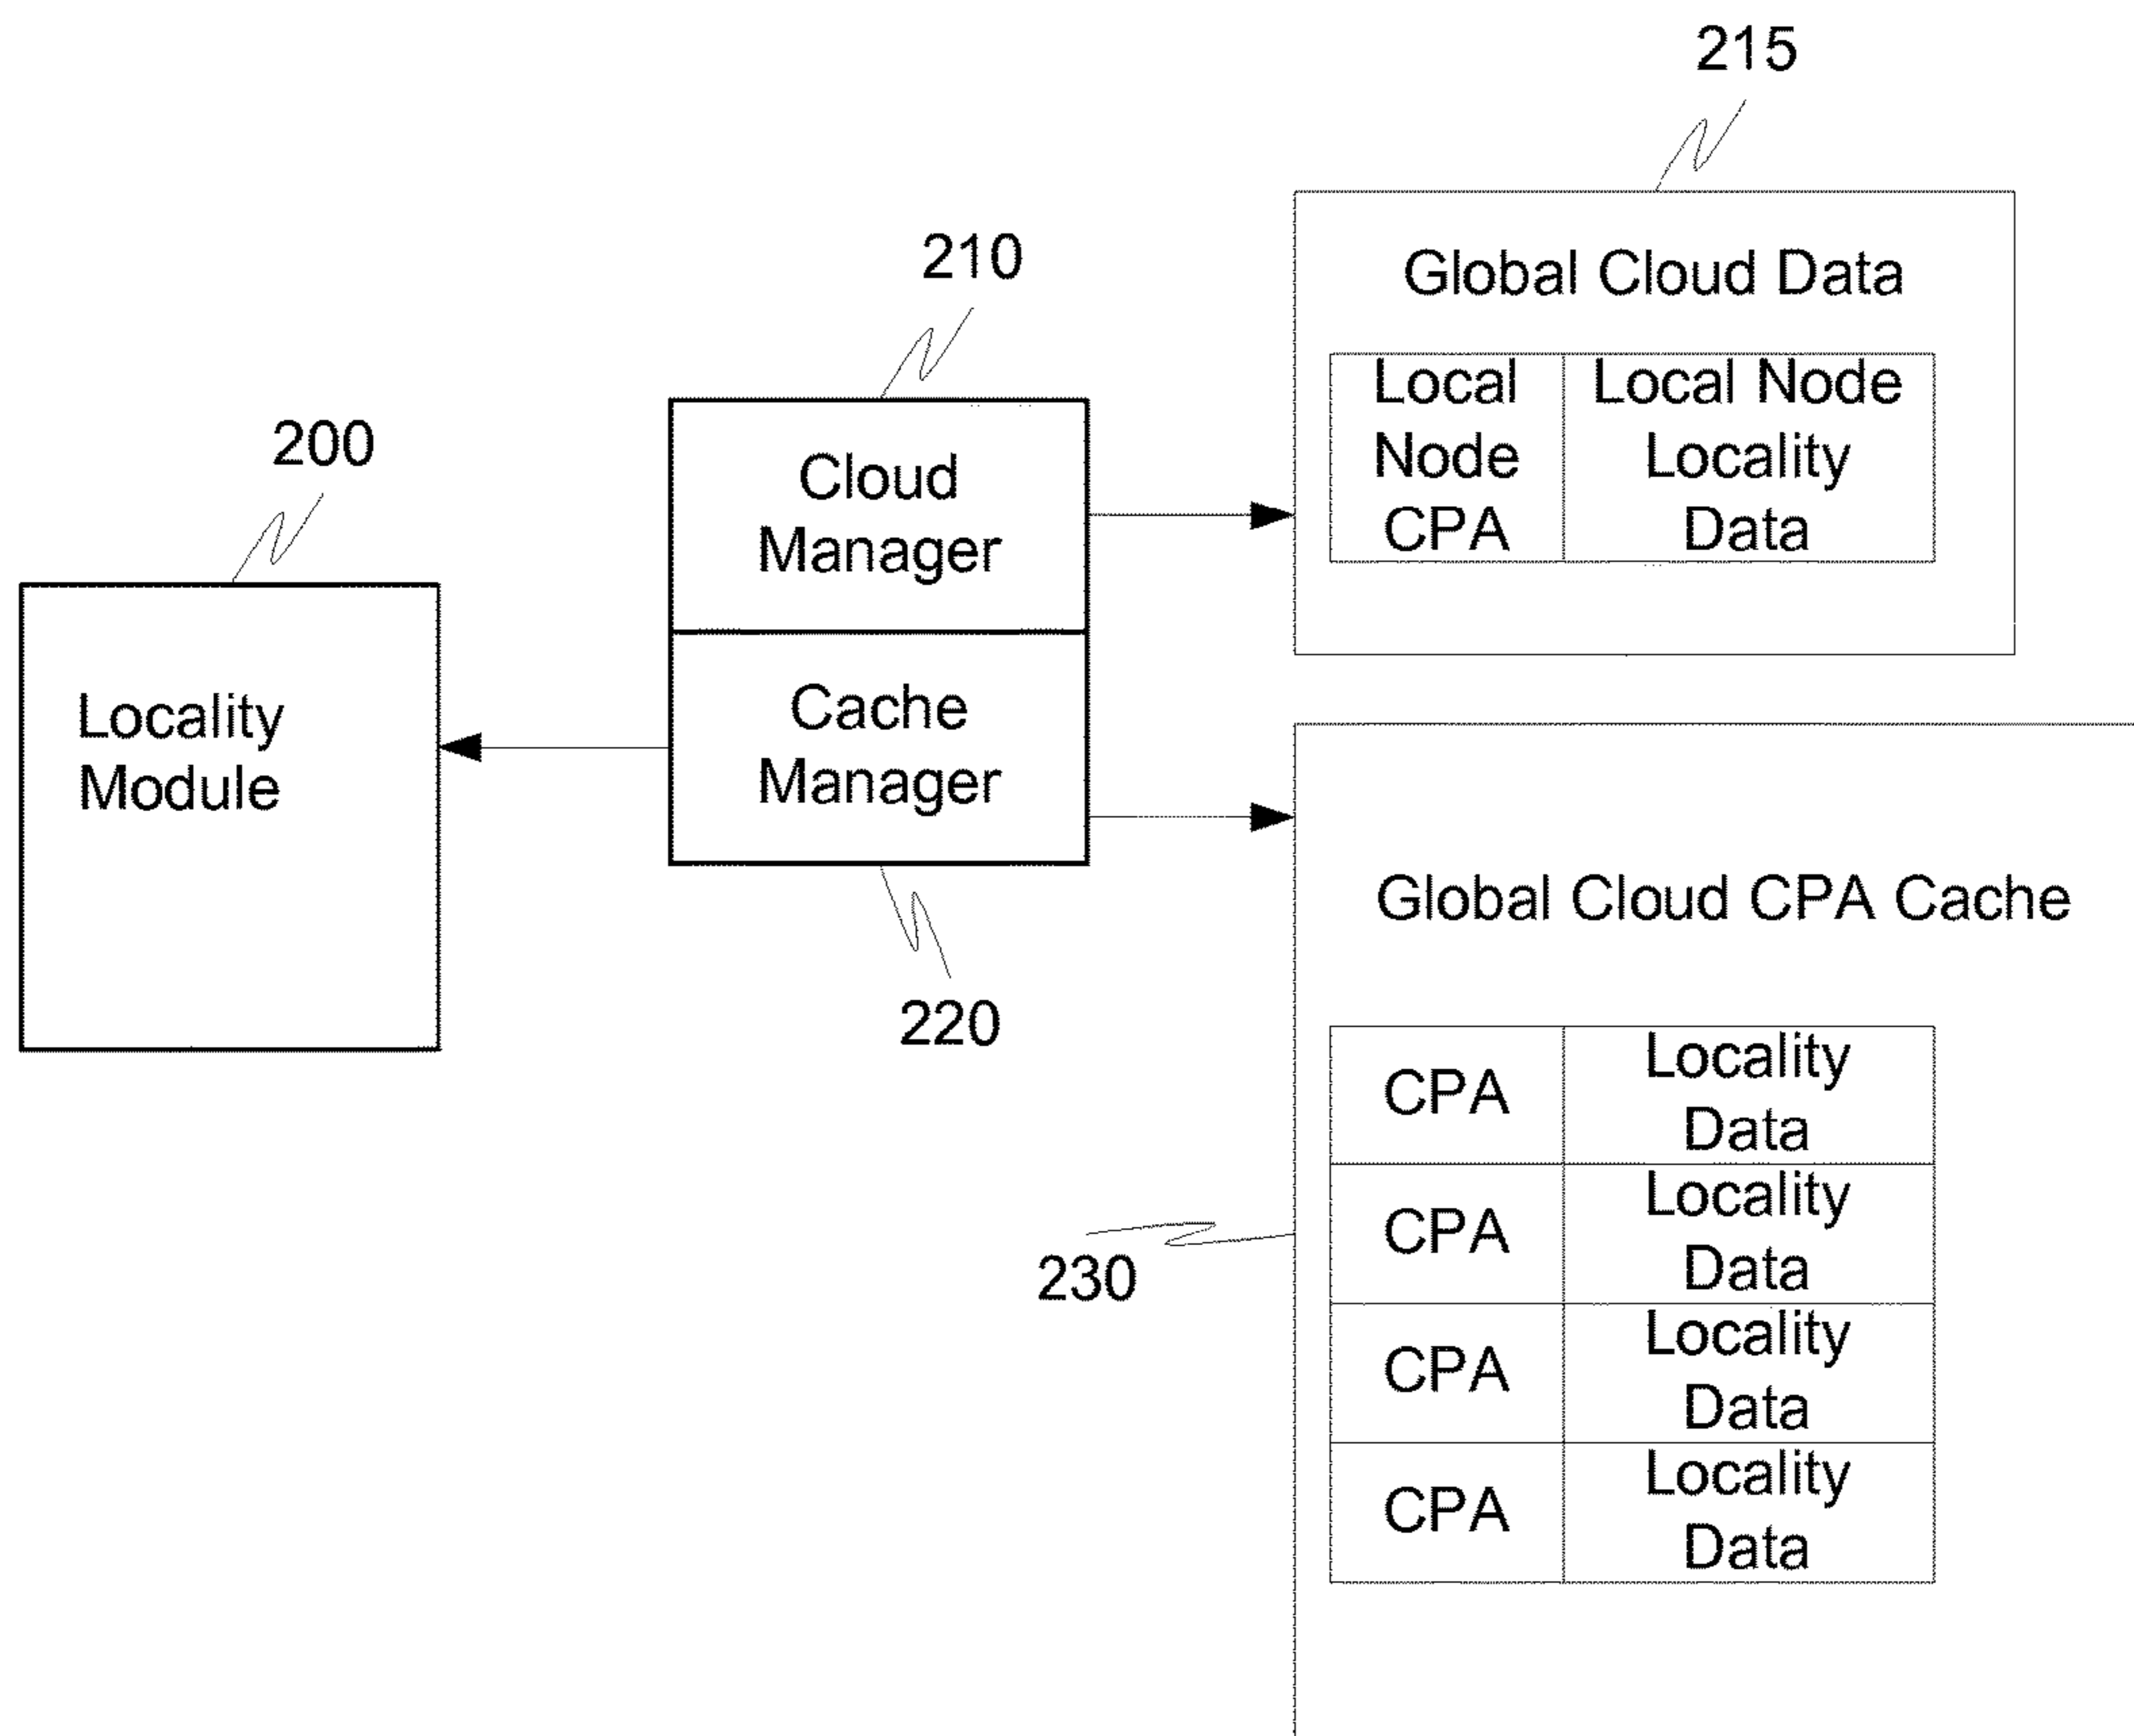 215
210
Global Cloud Data
Local
Node
CPA
Local Node
Locality
Data
200
Cloud
Manager
Locality
Module
Cache
Manager
220
Global Cloud CPA Cache
230
CPA
Locality
Data
CPA
Locality
Data
CPA
Locality
Data
CPA
Locality
Data